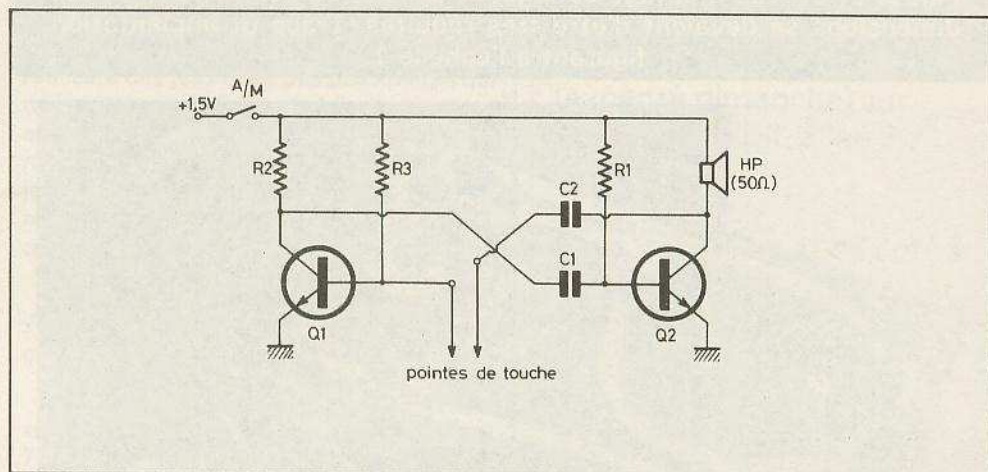 A/M
+1,5V
R2
R3
R1
HP
(50Ω)
C2
C1
Q1
Q2
pointes de touche